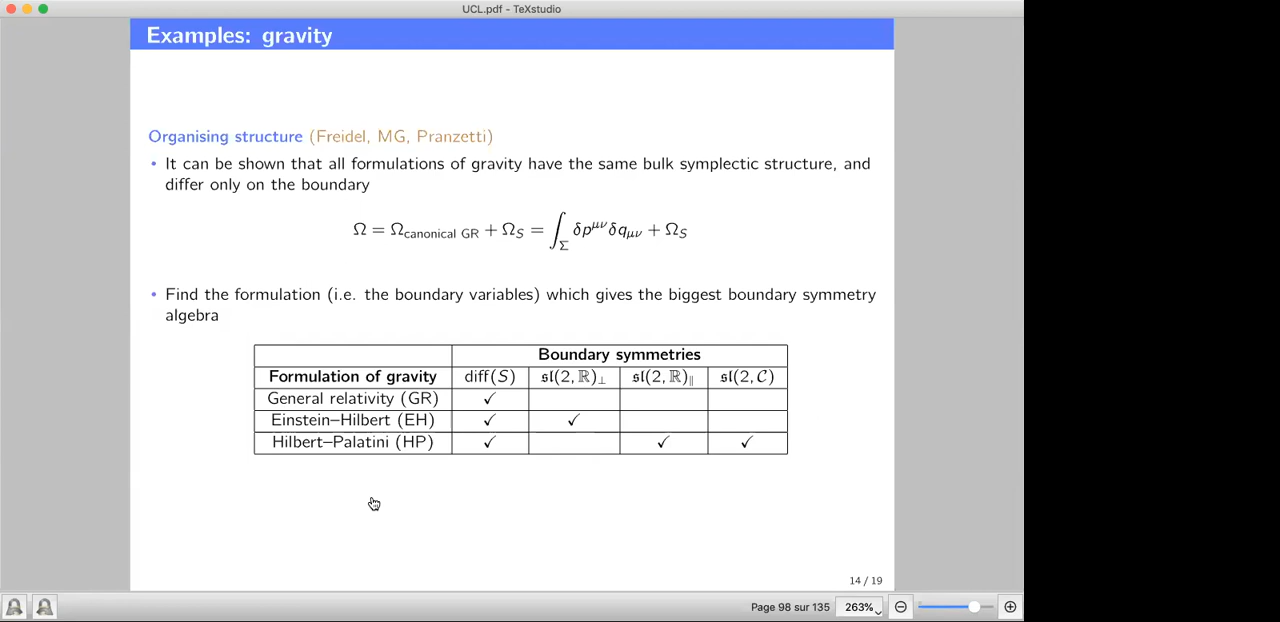 UCL.pdf - TeXstudio
Examples: gravity
Organising structure (Freidel, MG, Pranzetti)
• It can be shown that all formulations of gravity have the same bulk symplectic structure, and
differ only on the boundary
Ω = Ω_canonical GR + Ω_S = ∫_Σ δp^{μν} δq_{μν} + Ω_S
• Find the formulation (i.e. the boundary variables) which gives the biggest boundary symmetry
algebra
Boundary symmetries
Formulation of gravity diff(S) 𝔰𝔩(2, ℝ)_⊥ 𝔰𝔩(2, ℝ)_∥ 𝔰𝔩(2, 𝒞)
General relativity (GR) ✓
Einstein–Hilbert (EH) ✓ ✓
Hilbert–Palatini (HP) ✓ ✓ ✓
14 / 19
Page 98 sur 135 263%